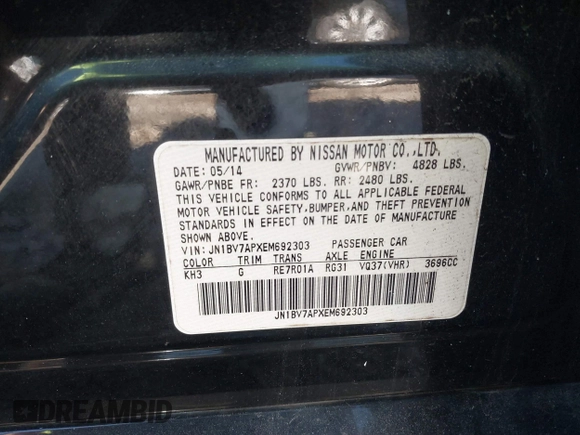 MANUFACTURED BY NISSAN MOTOR CO.,LTD.
DATE: 05/14 GVWR/PNBV: 4828 LBS.
GAWR/PNBE FR: 2370 LBS. RR: 2480 LBS.
THIS VEHICLE CONFORMS TO ALL APPLICABLE FEDERAL
MOTOR VEHICLE SAFETY,BUMPER,AND THEFT PREVENTION
STANDARDS IN EFFECT ON THE DATE OF MANUFACTURE
SHOWN ABOVE.
VIN: JN1BV7APXEM692303 PASSENGER CAR
COLOR TRIM TRANS AXLE ENGINE
KH3 G RE7R01A RG31 VQ37(VHR) 3696CC
JN1BV7APXEM692303
DREAMBID